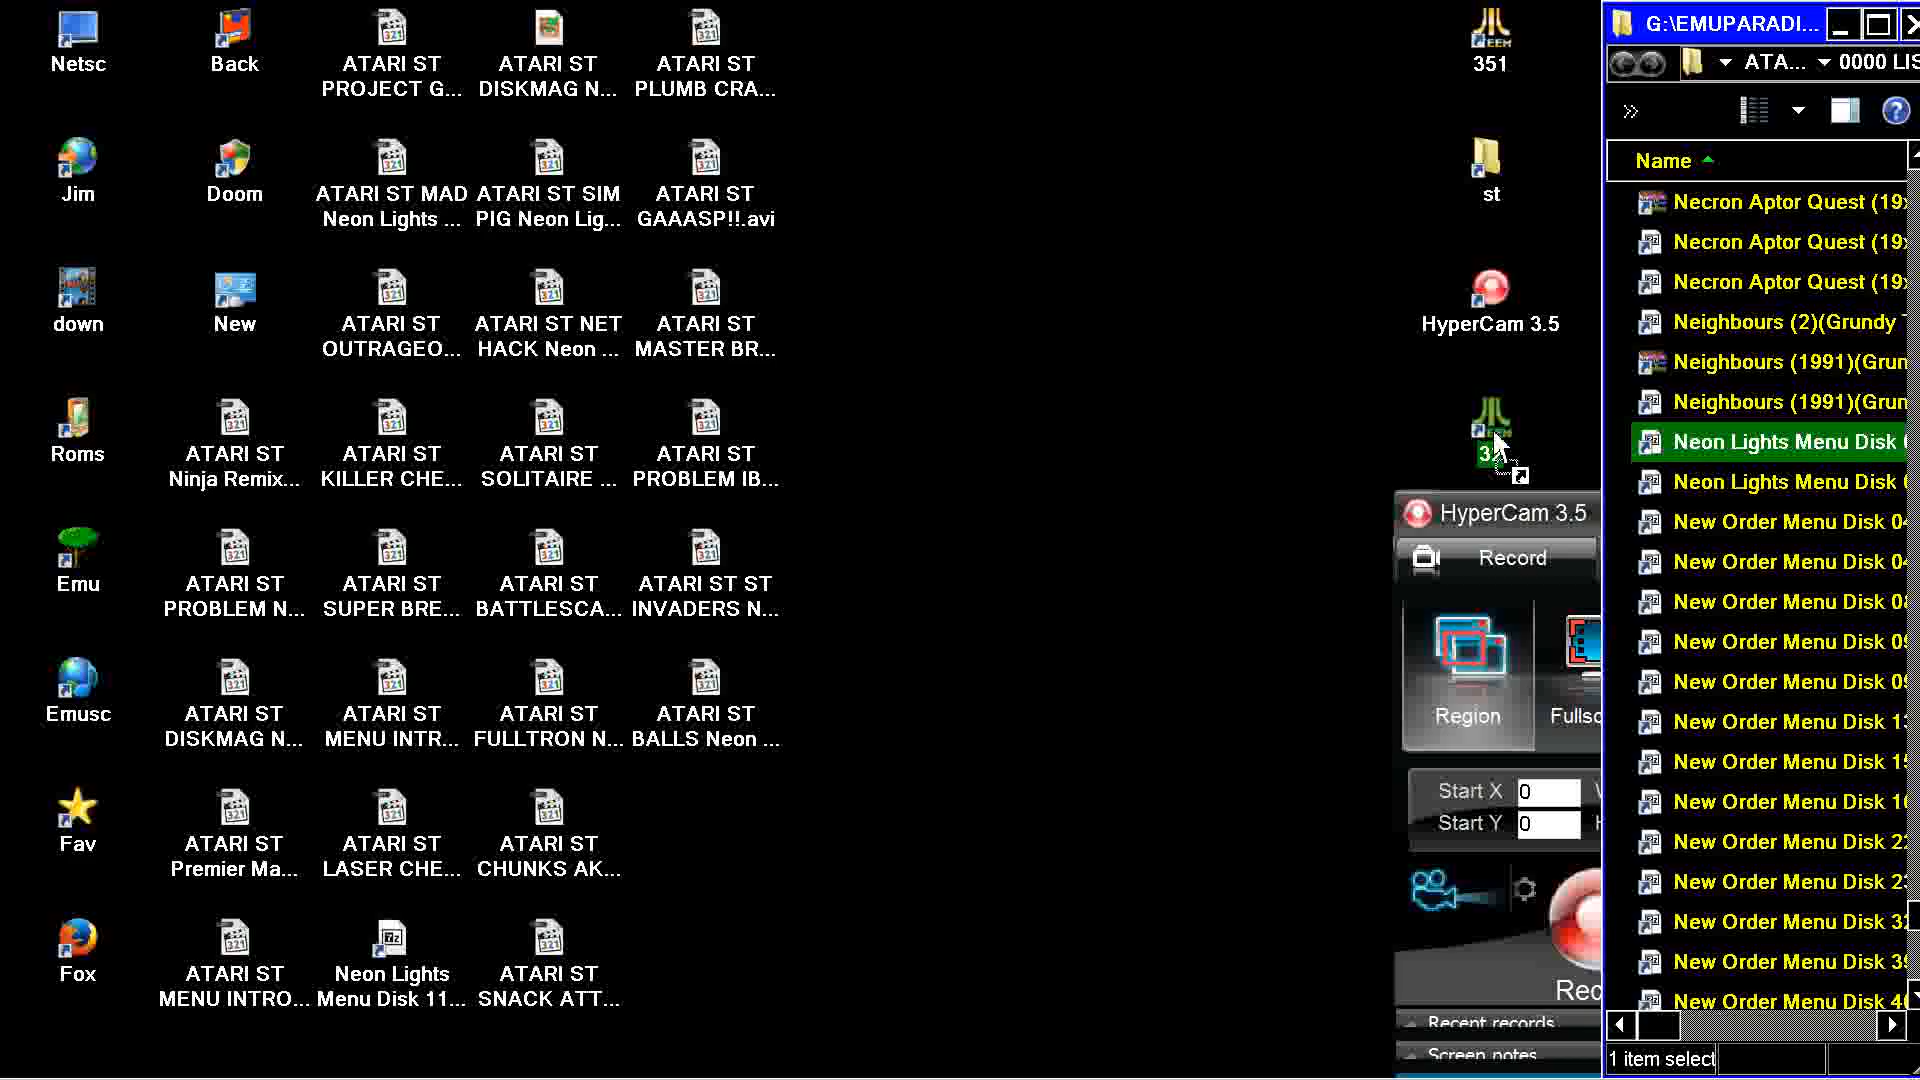 Netsc
Back
ATARI ST
PROJECT G...
ATARI ST
DISKMAG N...
ATARI ST
PLUMB CRA...
Jim
Doom
ATARI ST MAD
Neon Lights ...
ATARI ST SIM
PIG Neon Lig...
ATARI ST
GAAASP!!.avi
down
New
ATARI ST
OUTRAGEO...
ATARI ST NET
HACK Neon ...
ATARI ST
MASTER BR...
Roms
ATARI ST
Ninja Remix...
ATARI ST
KILLER CHE...
ATARI ST
SOLITAIRE ...
ATARI ST
PROBLEM IB...
Emu
ATARI ST
PROBLEM N...
ATARI ST
SUPER BRE...
ATARI ST
BATTLESCA...
ATARI ST ST
INVADERS N...
Emusc
ATARI ST
DISKMAG N...
ATARI ST
MENU INTR...
ATARI ST
FULLTRON N...
ATARI ST
BALLS Neon ...
Fav
ATARI ST
Premier Ma...
ATARI ST
LASER CHE...
ATARI ST
CHUNKS AK...
Fox
ATARI ST
MENU INTRO...
Neon Lights
Menu Disk 11...
ATARI ST
SNACK ATT...
351
st
HyperCam 3.5
HyperCam 3.5
Record
Region
Start X 0
Start Y 0
Recent records
Screen notes
G:\EMUPARADI...
ATA... 0000 LIS
Name
Necron Aptor Quest (19
Necron Aptor Quest (19
Necron Aptor Quest (19
Neighbours (2)(Grundy
Neighbours (1991)(Grun
Neighbours (1991)(Grun
Neon Lights Menu Disk
Neon Lights Menu Disk
New Order Menu Disk
New Order Menu Disk
New Order Menu Disk
New Order Menu Disk
New Order Menu Disk
New Order Menu Disk
New Order Menu Disk
New Order Menu Disk
New Order Menu Disk
New Order Menu Disk
New Order Menu Disk
New Order Menu Disk
New Order Menu Disk
1 item select